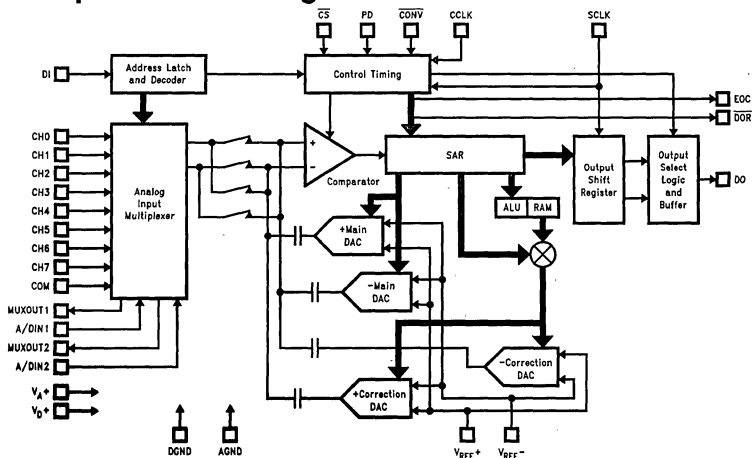 CS PD CONV CCLK SCLK
DI
Address Latch
and Decoder
Control Timing
EOC
DOR
CH0
CH1
CH2
CH3
CH4
CH5
CH6
CH7
COM
Analog
Input
Multiplexer
+
−
Comparator
SAR
ALU RAM
Output
Shift
Register
Output
Select
Logic
and
Buffer
DO
+Main
DAC
−Main
DAC
−Correction
DAC
+Correction
DAC
MUXOUT1
A/DIN1
MUXOUT2
A/DIN2
VA+
VD+
DGND AGND
VREF+ VREF−